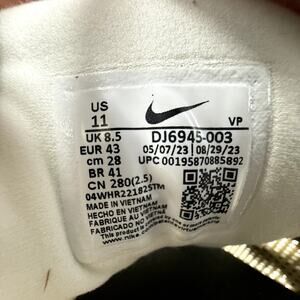 US
11
VP
UK 8.5
DJ6945-003
EUR 43
05/07/23 | 08/29/23
cm 28
UPC 00195870885892
BR 41
CN 280(2.5)
04WHR22182STM
MADE IN VIETNAM
HECHO EN VIETNAM
FABRIQUÉ AU VIETNAM
FABRICADO NO VIETNAM